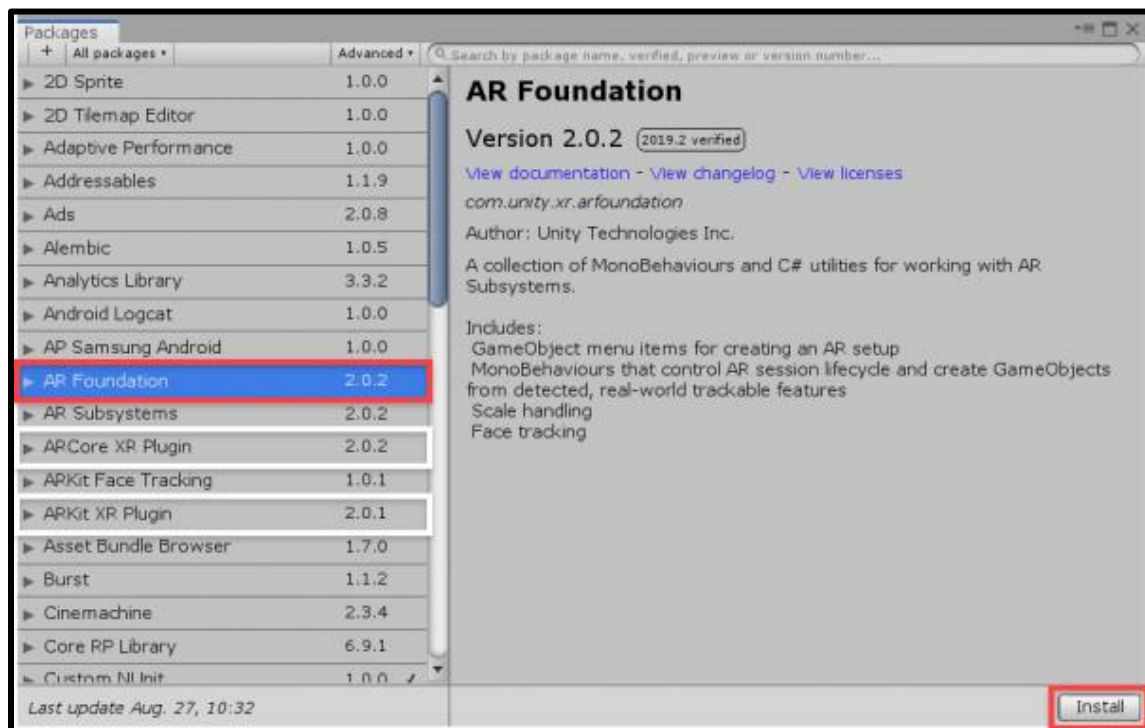 Packages
+ All packages Advanced Search by package name, verified, preview or version number...
2D Sprite 1.0.0
2D Tilemap Editor 1.0.0
Adaptive Performance 1.0.0
Addressables 1.1.9
Ads 2.0.8
Alembic 1.0.5
Analytics Library 3.3.2
Android Logcat 1.0.0
AP Samsung Android 1.0.0
AR Foundation 2.0.2
AR Subsystems 2.0.2
ARCore XR Plugin 2.0.2
ARKit Face Tracking 1.0.1
ARKit XR Plugin 2.0.1
Asset Bundle Browser 1.7.0
Burst 1.1.2
Cinemachine 2.3.4
Core RP Library 6.9.1
Custom NUnit 1.0.0
Last update Aug. 27, 10:32
AR Foundation
Version 2.0.2 2019.2 verified
View documentation - View changelog - View licenses
com.unity.xr.arfoundation
Author: Unity Technologies Inc.
A collection of MonoBehaviours and C# utilities for working with AR
Subsystems.
Includes:
GameObject menu items for creating an AR setup
MonoBehaviours that control AR session lifecycle and create GameObjects
from detected, real-world trackable features
Scale handling
Face tracking
Install